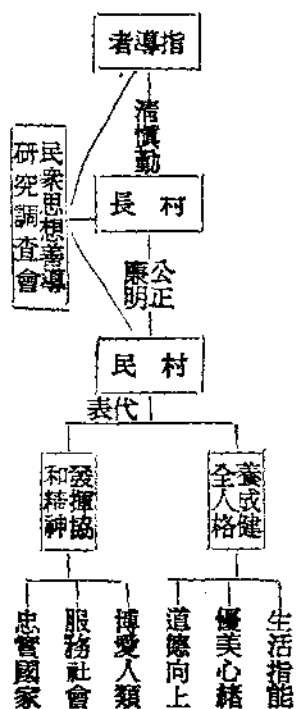 指導者
清慎勤
村長
民衆思想善導
研究調査會
公正
廉明
村民
代表
養成健
全人格
發揮協
和精神
生活指能
優美心緒
道德向上
博愛人類
服務社會
忠實國家